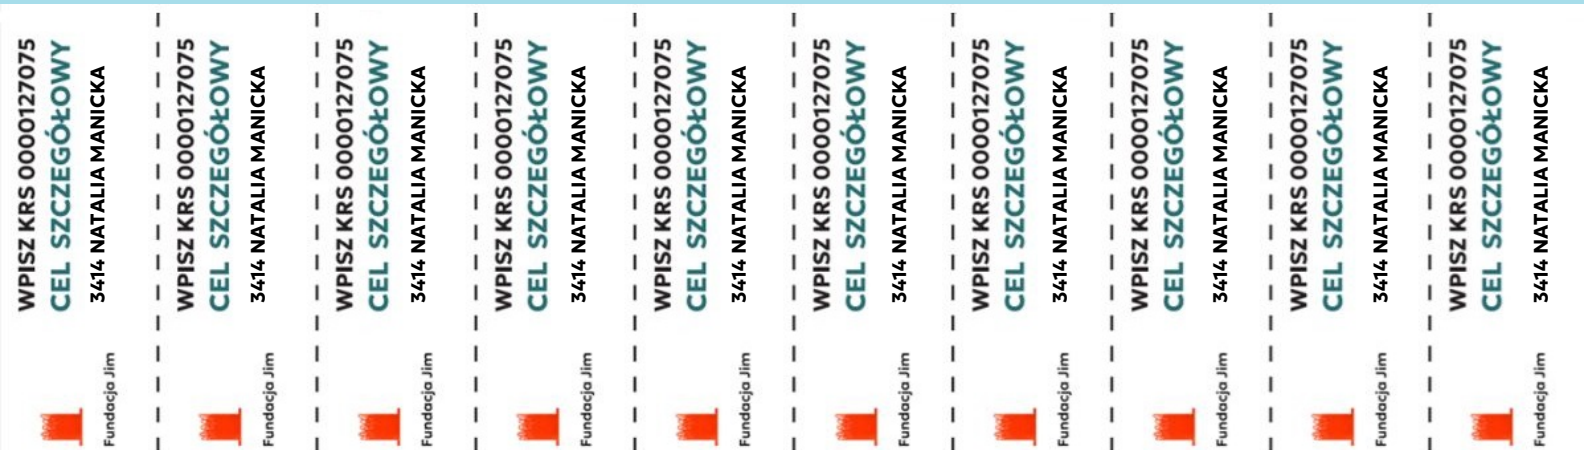 WPISZ KRS 0000127075
CEL SZCZEGÓŁOWY
3414 NATALIA MANICKA
Fundacja Jim
WPISZ KRS 0000127075
CEL SZCZEGÓŁOWY
3414 NATALIA MANICKA
Fundacja Jim
WPISZ KRS 0000127075
CEL SZCZEGÓŁOWY
3414 NATALIA MANICKA
Fundacja Jim
WPISZ KRS 0000127075
CEL SZCZEGÓŁOWY
3414 NATALIA MANICKA
Fundacja Jim
WPISZ KRS 0000127075
CEL SZCZEGÓŁOWY
3414 NATALIA MANICKA
Fundacja Jim
WPISZ KRS 0000127075
CEL SZCZEGÓŁOWY
3414 NATALIA MANICKA
Fundacja Jim
WPISZ KRS 0000127075
CEL SZCZEGÓŁOWY
3414 NATALIA MANICKA
Fundacja Jim
WPISZ KRS 0000127075
CEL SZCZEGÓŁOWY
3414 NATALIA MANICKA
Fundacja Jim
WPISZ KRS 0000127075
CEL SZCZEGÓŁOWY
3414 NATALIA MANICKA
Fundacja Jim
WPISZ KRS 0000127075
CEL SZCZEGÓŁOWY
3414 NATALIA MANICKA
Fundacja Jim